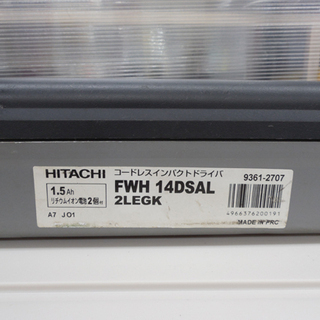 HITACHI
コードレスインパクトドライバ
9361-2707
1.5Ah
リチウムイオン電池2個付
FWH 14DSAL
2LEGK
A7 J01
4966376200191
MADE IN PRC